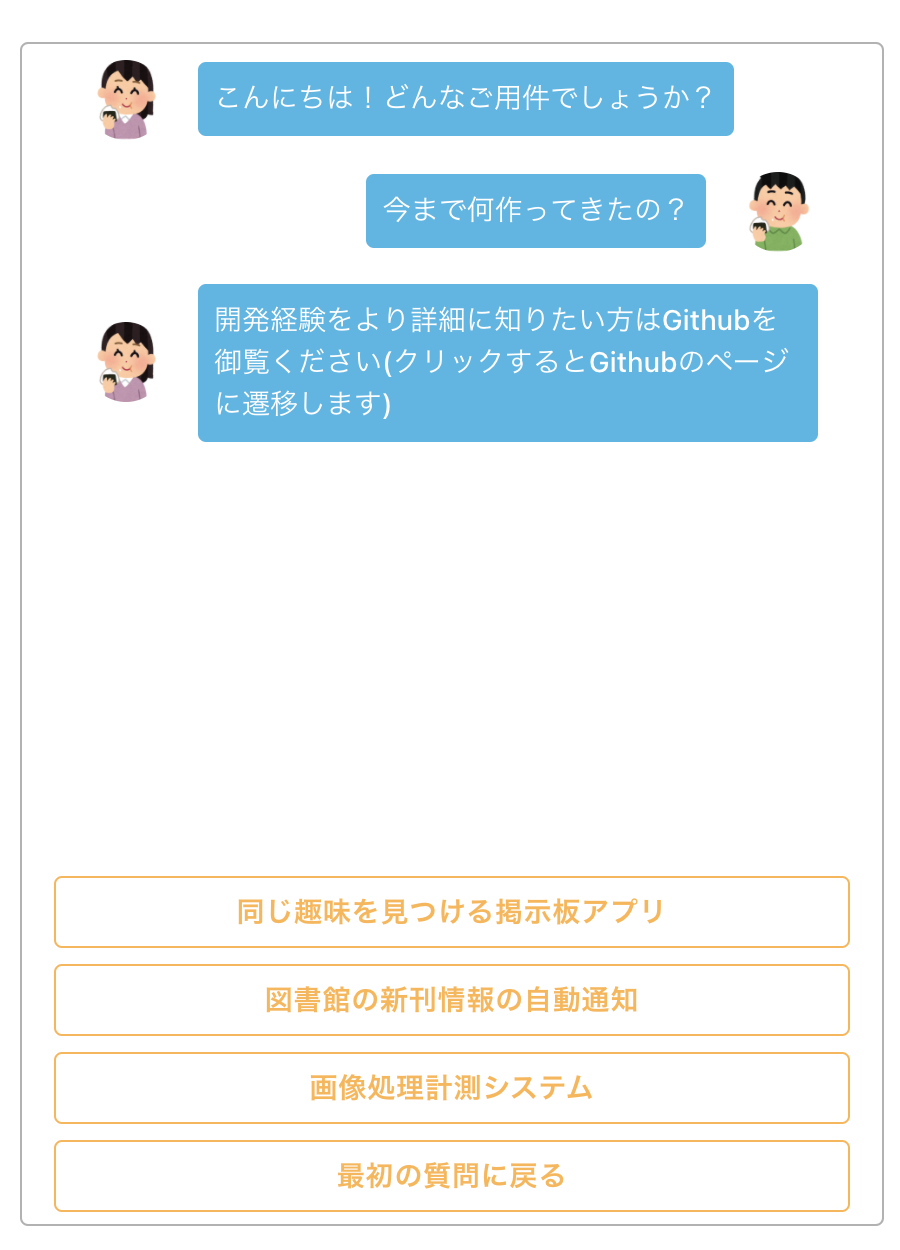 こんにちは！どんなご用件でしょうか？
今まで何作ってきたの？
開発経験をより詳細に知りたい方はGithubを
御覧ください(クリックするとGithubのページ
に遷移します)
同じ趣味を見つける掲示板アプリ
図書館の新刊情報の自動通知
画像処理計測システム
最初の質問に戻る